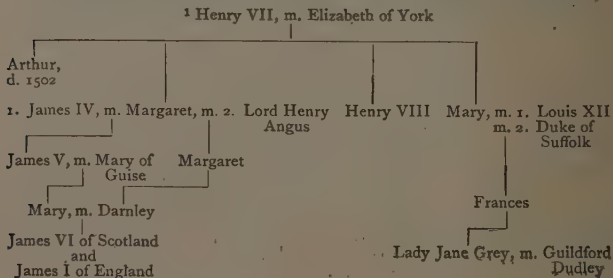 1 Henry VII, m. Elizabeth of York
Arthur,
d. 1502
1. James IV, m. Margaret, m. 2. Lord Henry
Angus
Henry VIII
Mary, m. 1. Louis XII
m. 2. Duke of
Suffolk
James V, m. Mary of
Guise
Margaret
Mary, m. Darnley
Frances
James VI of Scotland
and
James I of England
Lady Jane Grey, m. Guildford
Dudley